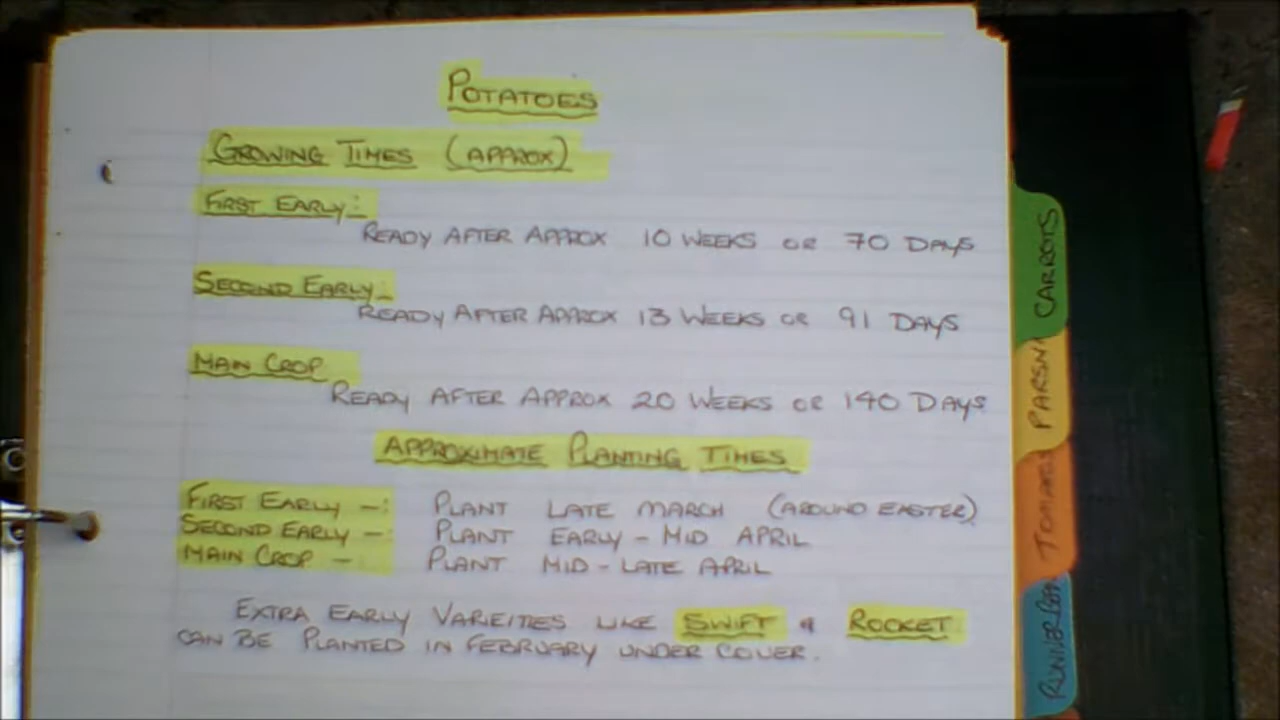 POTATOES
GROWING TIMES (APPROX)
FIRST EARLY:
READY AFTER APPROX 10 WEEKS OR 70 DAYS
SECOND EARLY:
READY AFTER APPROX 13 WEEKS OR 91 DAYS
MAIN CROP
READY AFTER APPROX 20 WEEKS OR 140 DAYS
APPROXIMATE PLANTING TIMES
FIRST EARLY -: PLANT LATE MARCH (AROUND EASTER)
SECOND EARLY -: PLANT EARLY - MID APRIL
MAIN CROP - PLANT MID - LATE APRIL
EXTRA EARLY VAREITIES LIKE SWIFT & ROCKET
CAN BE PLANTED IN FEBRUARY UNDER COVER.
CARROTS
PARSN
TOMAT
RUNNER